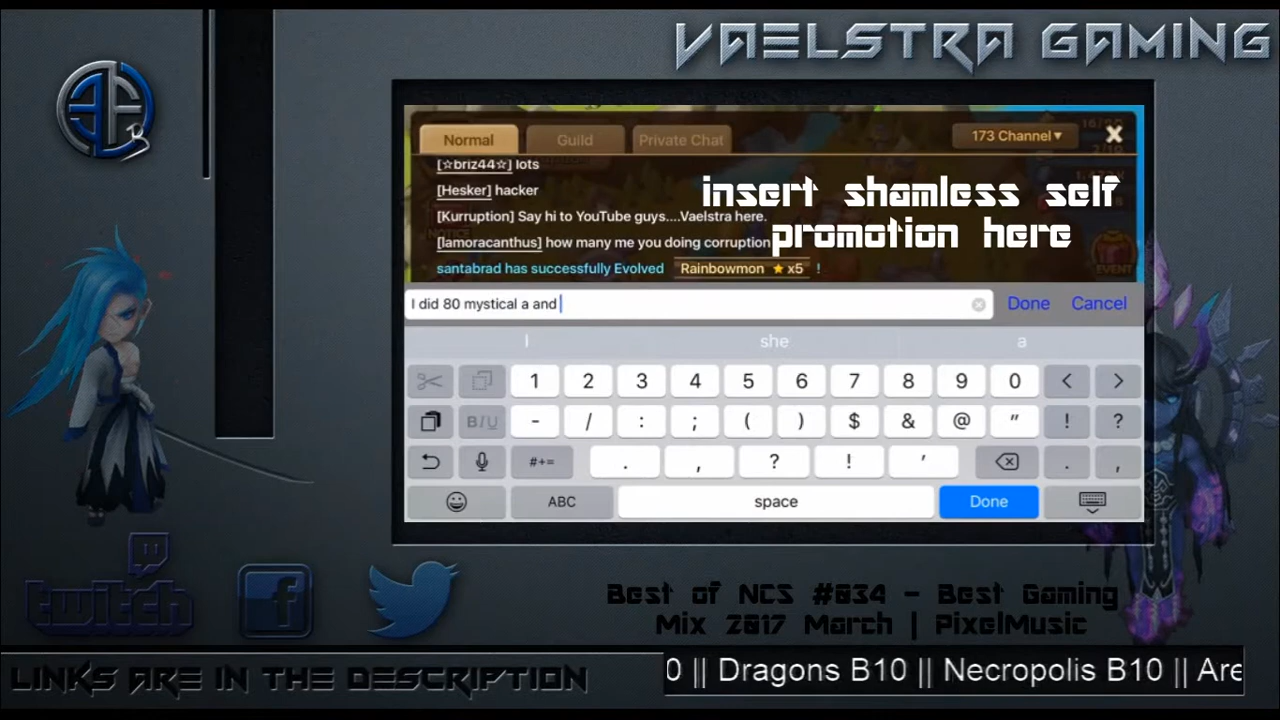 VAELSTRA GAMING
Normal
Guild
Private Chat
173 Channel
[☆briz44☆] lots
[Hesker] hacker
[Kurruption] Say hi to YouTube guys....Vaelstra here.
[lamoracanthus] how many me you doing corruption
santabrad has successfully Evolved Rainbowmon ★ x5 !
insert shamless self
promotion here
EVENT
I did 80 mystical a and
Done Cancel
I she a
1 2 3 4 5 6 7 8 9 0 < >
B I U - / : ; ( ) $ & @ " ! ?
#+= . , ? ! ' . ,
ABC space Done
twitch
f
Best of NCS #034 - Best Gaming
Mix 2017 March | PixelMusic
LINKS ARE IN THE DESCRIPTION
0 || Dragons B10 || Necropolis B10 || Are